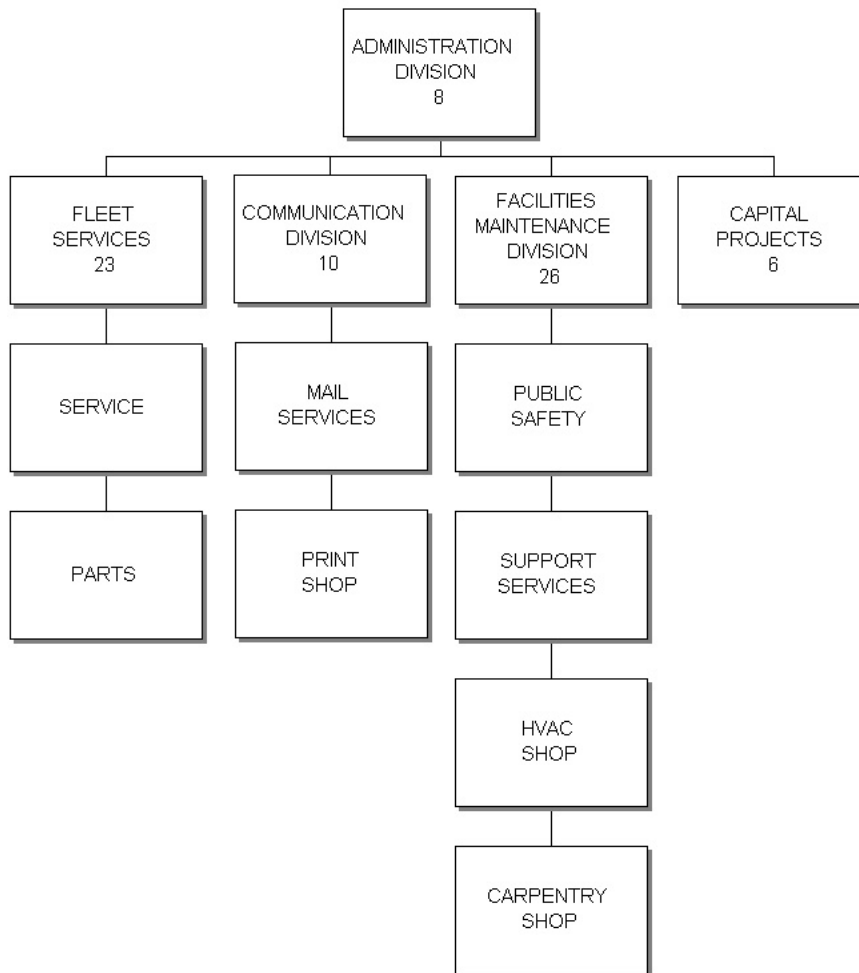 ADMINISTRATION
DIVISION
8
FLEET
SERVICES
23
COMMUNICATION
DIVISION
10
FACILITIES
MAINTENANCE
DIVISION
26
CAPITAL
PROJECTS
6
SERVICE
MAIL
SERVICES
PUBLIC
SAFETY
PARTS
PRINT
SHOP
SUPPORT
SERVICES
HVAC
SHOP
CARPENTRY
SHOP